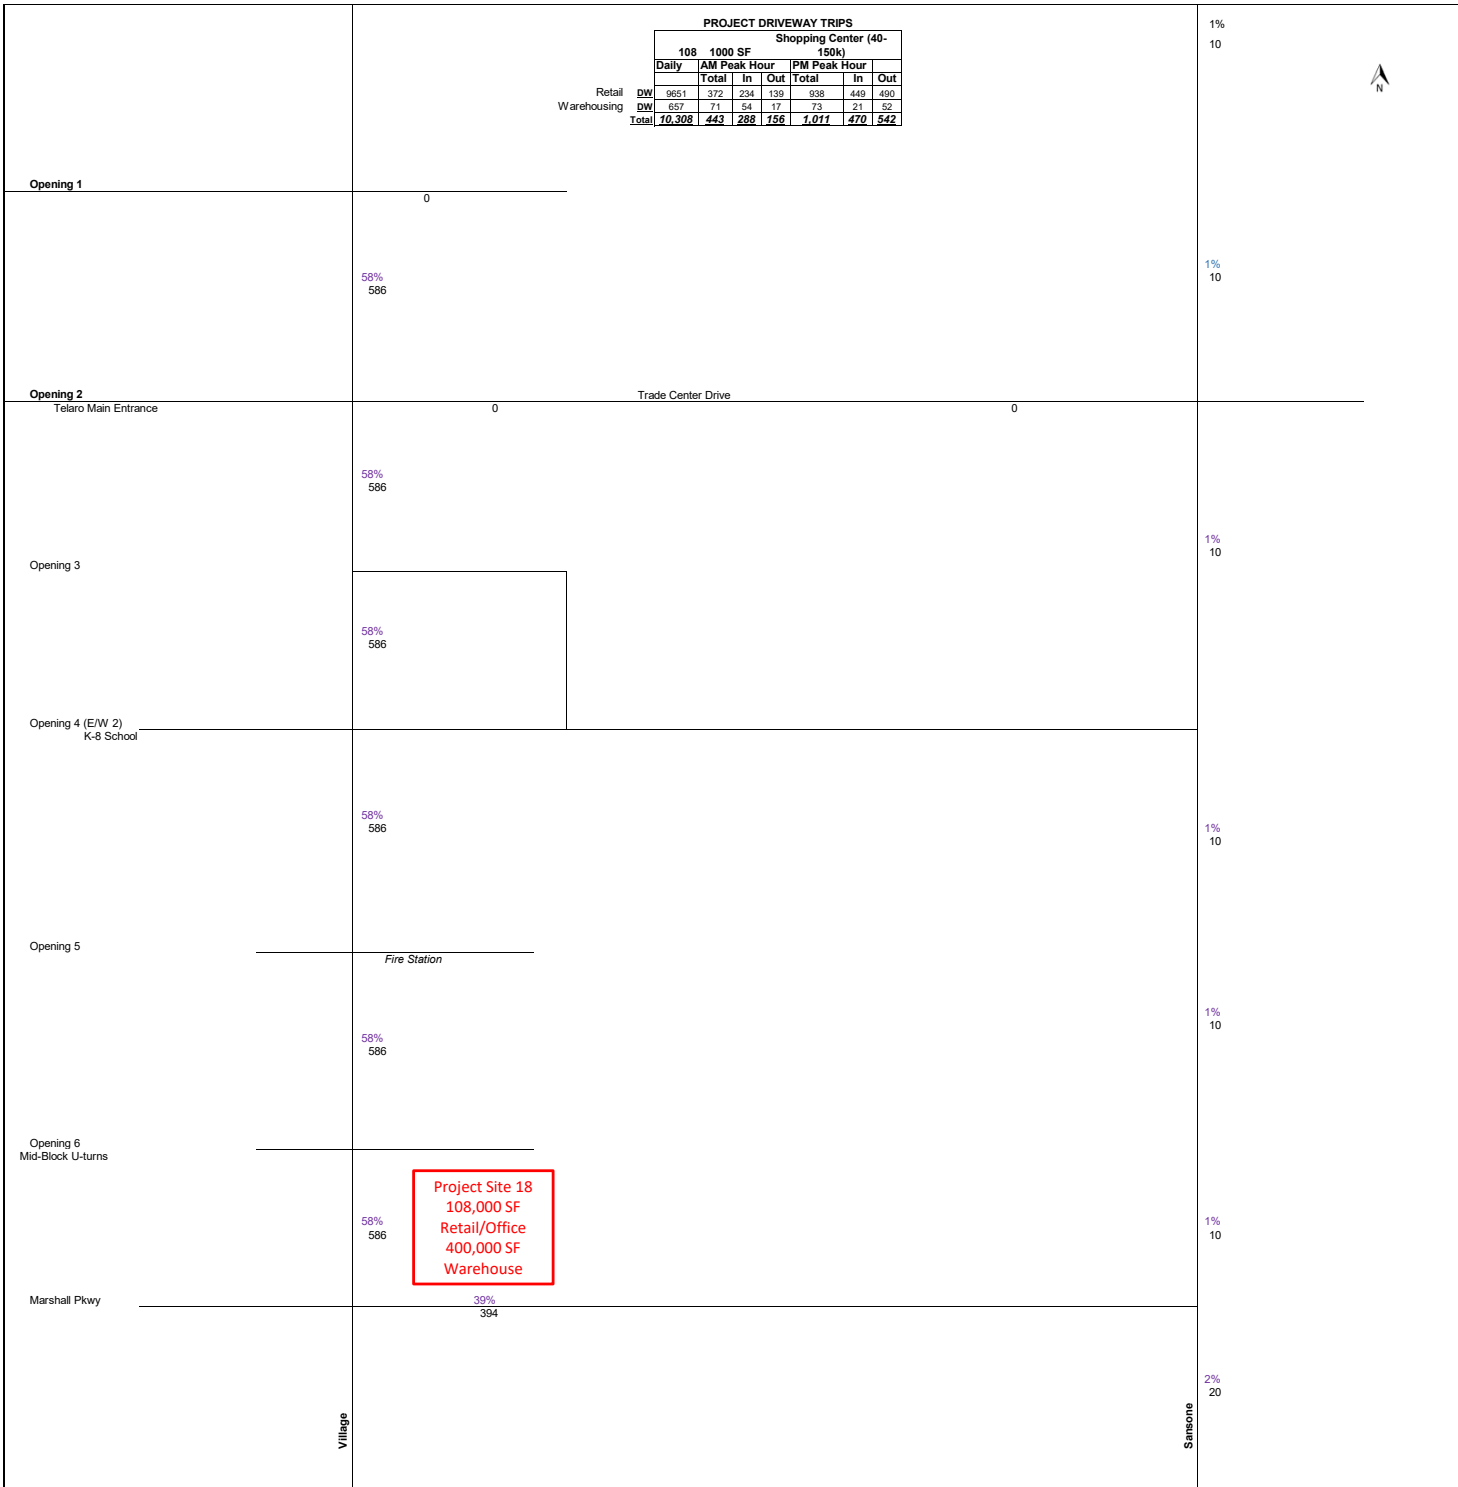 PROJECT DRIVEWAY TRIPS
Shopping Center (40-
108 1000 SF 150k)
Daily AM Peak Hour PM Peak Hour
Total In Out Total In Out
Retail DW 9651 372 234 139 938 449 490
Warehousing DW 657 71 54 17 73 21 52
Total 10,308 443 288 156 1,011 470 542
1%
10
N
Opening 1
0
58%
586
1%
10
Opening 2
Trade Center Drive
Telaro Main Entrance
0
0
58%
586
1%
10
Opening 3
58%
586
Opening 4 (E/W 2)
K-8 School
58%
586
1%
10
Opening 5
Fire Station
58%
586
1%
10
Opening 6
Mid-Block U-turns
Project Site 18
108,000 SF
Retail/Office
400,000 SF
Warehouse
58%
586
1%
10
Marshall Pkwy
39%
394
2%
20
Village
Sansone